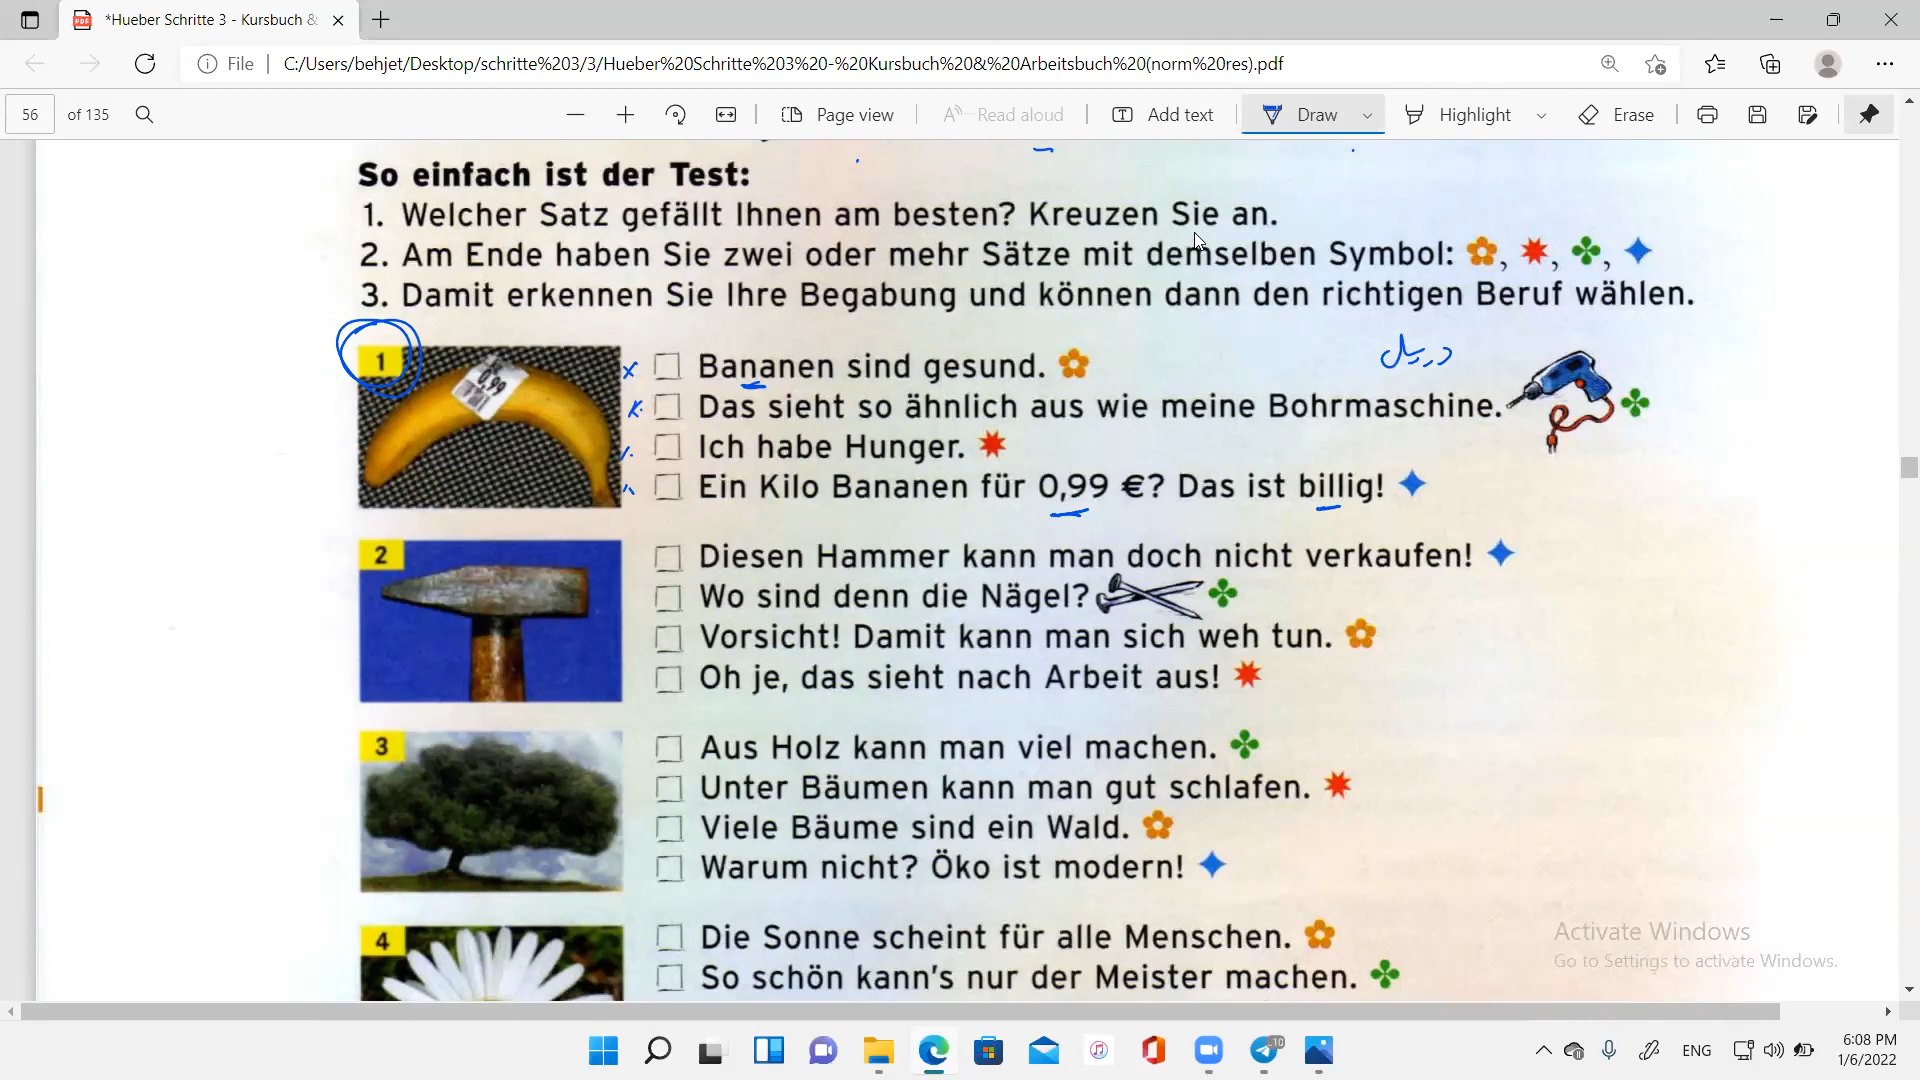 *Hueber Schritte 3 - Kursbuch &
File
C:/Users/behjet/Desktop/schritte%203/3/Hueber%20Schritte%203%20-%20Kursbuch%20&%20Arbeitsbuch%20(norm%20res).pdf
56 of 135
Page view
Read aloud
Add text
Draw
Highlight
Erase
So einfach ist der Test:
1. Welcher Satz gefällt Ihnen am besten? Kreuzen Sie an.
2. Am Ende haben Sie zwei oder mehr Sätze mit demselben Symbol:
3. Damit erkennen Sie Ihre Begabung und können dann den richtigen Beruf wählen.
1
0,99
Bananen sind gesund.
دریل
Das sieht so ähnlich aus wie meine Bohrmaschine.
Ich habe Hunger.
Ein Kilo Bananen für 0,99 €? Das ist billig!
2
Diesen Hammer kann man doch nicht verkaufen!
Wo sind denn die Nägel?
Vorsicht! Damit kann man sich weh tun.
Oh je, das sieht nach Arbeit aus!
3
Aus Holz kann man viel machen.
Unter Bäumen kann man gut schlafen.
Viele Bäume sind ein Wald.
Warum nicht? Öko ist modern!
4
Die Sonne scheint für alle Menschen.
So schön kann's nur der Meister machen.
Activate Windows
Go to Settings to activate Windows.
10
ENG
6:08 PM
1/6/2022